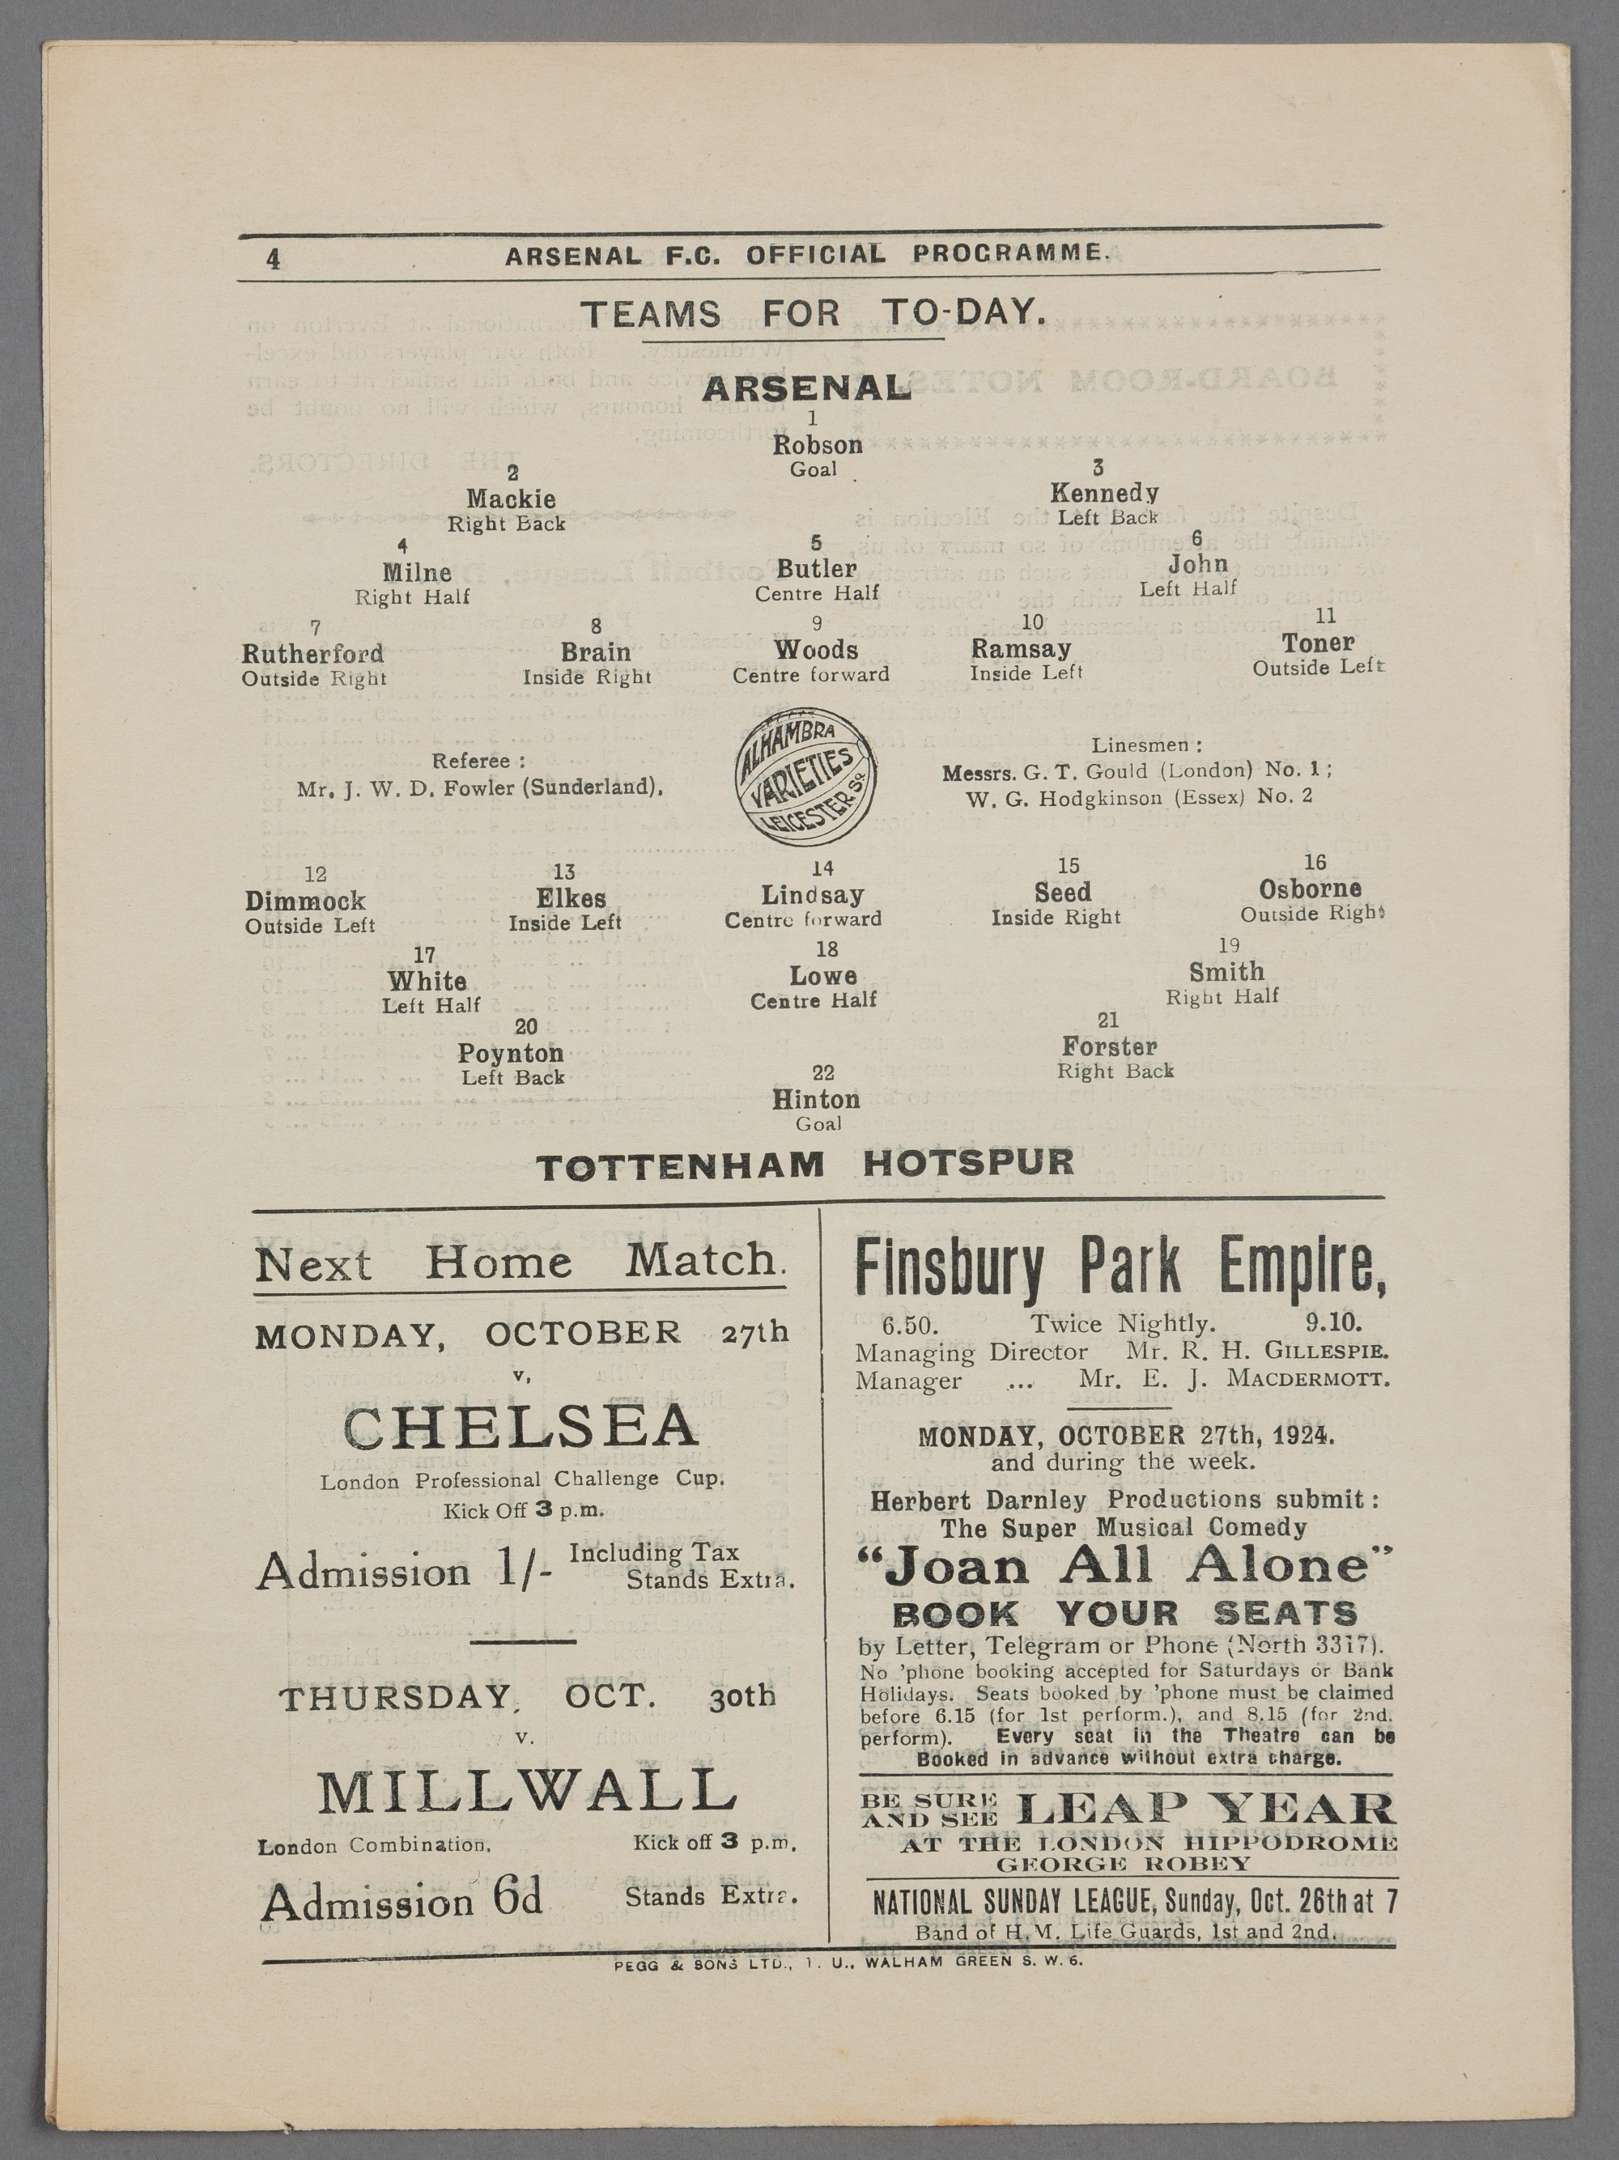 4 ARSENAL F.C. OFFICIAL PROGRAMME.
TEAMS FOR TO-DAY.
ARSENAL
1
Robson
Goal
2 3
Mackie Kennedy
Right Back Left Back
4 5 6
Milne Butler John
Right Half Centre Half Left Half
7 8 9 10 11
Rutherford Brain Woods Ramsay Toner
Outside Right Inside Right Centre forward Inside Left Outside Left
Referee :
Mr. J. W. D. Fowler (Sunderland).
ALHAMBRA
VARIETIES
LEICESTER SQ
Linesmen :
Messrs. G. T. Gould (London) No. 1 ;
W. G. Hodgkinson (Essex) No. 2
12 13 14 15 16
Dimmock Elkes Lindsay Seed Osborne
Outside Left Inside Left Centre forward Inside Right Outside Right
17 18 19
White Lowe Smith
Left Half Centre Half Right Half
20 21
Poynton Forster
Left Back Right Back
22
Hinton
Goal
TOTTENHAM HOTSPUR
Next Home Match.
MONDAY, OCTOBER 27th
v.
CHELSEA
London Professional Challenge Cup.
Kick Off 3 p.m.
Admission 1/- Including Tax
Stands Extra.
THURSDAY, OCT. 30th
v.
MILLWALL
London Combination. Kick off 3 p.m.
Admission 6d Stands Extra.
Finsbury Park Empire,
6.50. Twice Nightly. 9.10.
Managing Director Mr. R. H. GILLESPIE.
Manager ... Mr. E. J. MACDERMOTT.
MONDAY, OCTOBER 27th, 1924.
and during the week.
Herbert Darnley Productions submit :
The Super Musical Comedy
"Joan All Alone"
BOOK YOUR SEATS
by Letter, Telegram or Phone (North 3317).
No 'phone booking accepted for Saturdays or Bank
Holidays. Seats booked by 'phone must be claimed
before 6.15 (for 1st perform.), and 8.15 (for 2nd.
perform). Every seat in the Theatre can be
Booked in advance without extra charge.
BE SURE
AND SEE LEAP YEAR
AT THE LONDON HIPPODROME
GEORGE ROBEY
NATIONAL SUNDAY LEAGUE, Sunday, Oct. 26th at 7
Band of H.M. Life Guards, 1st and 2nd.
PEGG & SONS LTD., T. U., WALHAM GREEN S. W. 6.